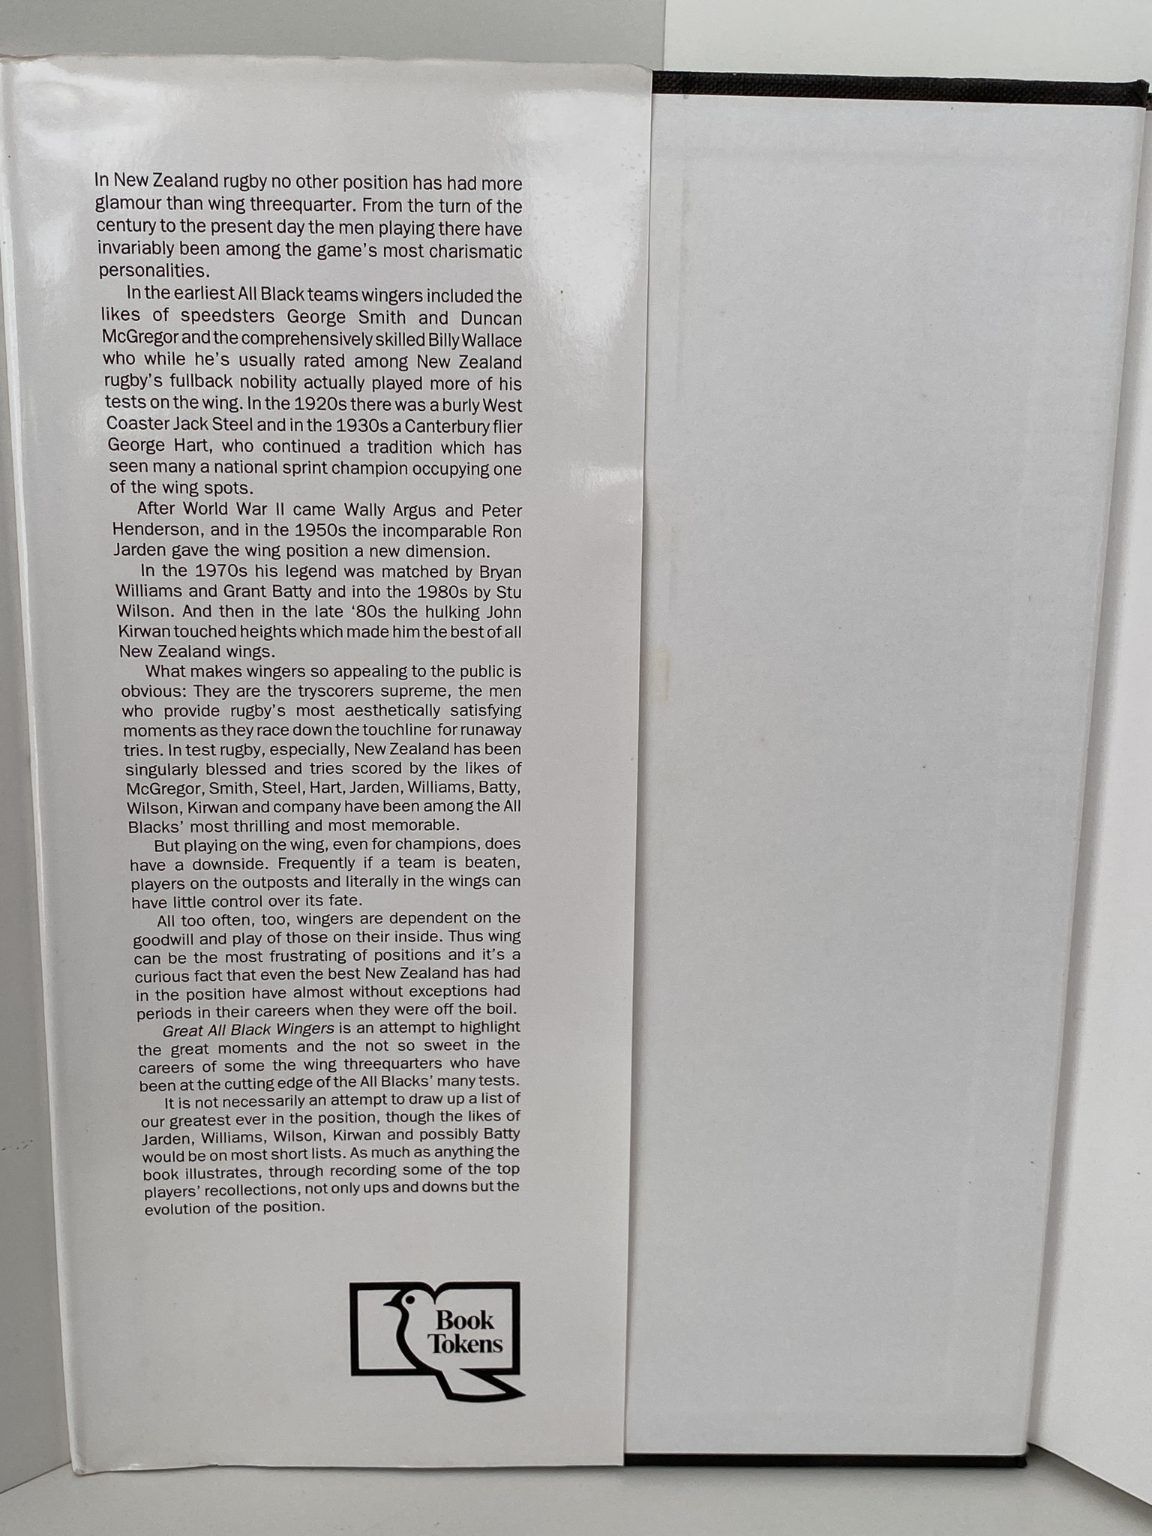 In New Zealand rugby no other position has had more
glamour than wing threequarter. From the turn of the
century to the present day the men playing there have
invariably been among the game's most charismatic
personalities.
In the earliest All Black teams wingers included the
likes of speedsters George Smith and Duncan
McGregor and the comprehensively skilled Billy Wallace
who while he's usually rated among New Zealand
rugby's fullback nobility actually played more of his
tests on the wing. In the 1920s there was a burly West
Coaster Jack Steel and in the 1930s a Canterbury flier
George Hart, who continued a tradition which has
seen many a national sprint champion occupying one
of the wing spots.
After World War II came Wally Argus and Peter
Henderson, and in the 1950s the incomparable Ron
Jarden gave the wing position a new dimension.
In the 1970s his legend was matched by Bryan
Williams and Grant Batty and into the 1980s by Stu
Wilson. And then in the late ‘80s the hulking John
Kirwan touched heights which made him the best of all
New Zealand wings.
What makes wingers so appealing to the public is
obvious: They are the tryscorers supreme, the men
who provide rugby's most aesthetically satisfying
moments as they race down the touchline for runaway
tries. In test rugby, especially, New Zealand has been
singularly blessed and tries scored by the likes of
McGregor, Smith, Steel, Hart, Jarden, Williams, Batty,
Wilson, Kirwan and company have been among the All
Blacks' most thrilling and most memorable.
But playing on the wing, even for champions, does
have a downside. Frequently if a team is beaten,
players on the outposts and literally in the wings can
have little control over its fate.
All too often, too, wingers are dependent on the
goodwill and play of those on their inside. Thus wing
can be the most frustrating of positions and it's a
curious fact that even the best New Zealand has had
in the position have almost without exceptions had
periods in their careers when they were off the boil.
Great All Black Wingers is an attempt to highlight
the great moments and the not so sweet in the
careers of some the wing threequarters who have
been at the cutting edge of the All Blacks' many tests.
It is not necessarily an attempt to draw up a list of
our greatest ever in the position, though the likes of
Jarden, Williams, Wilson, Kirwan and possibly Batty
would be on most short lists. As much as anything the
book illustrates, through recording some of the top
players' recollections, not only ups and downs but the
evolution of the position.
Book
Tokens